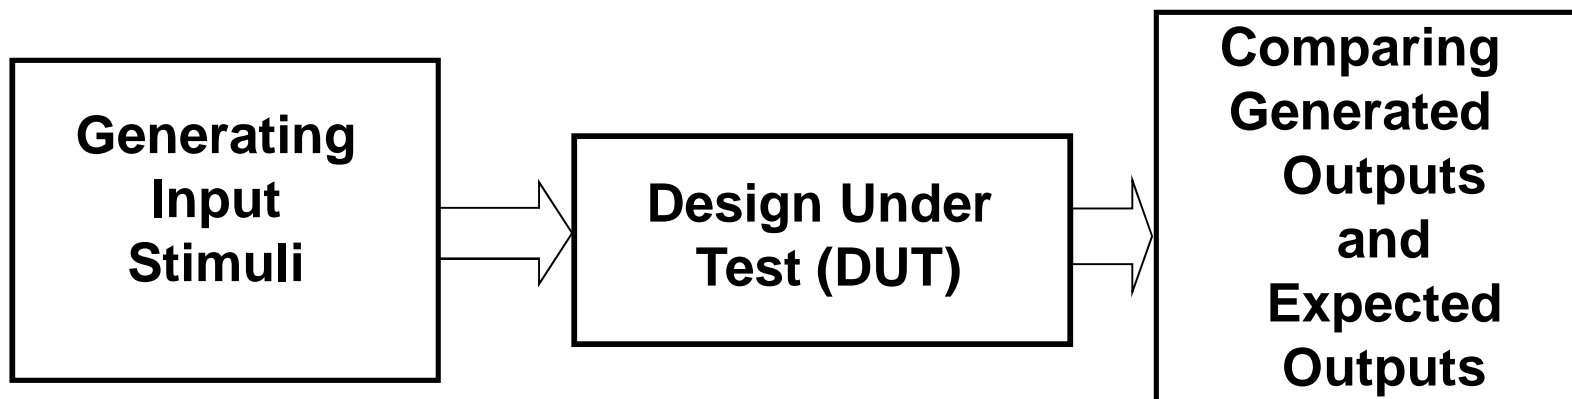 Generating
Input
Stimuli
Design Under
Test (DUT)
Comparing
Generated
Outputs
and
Expected
Outputs